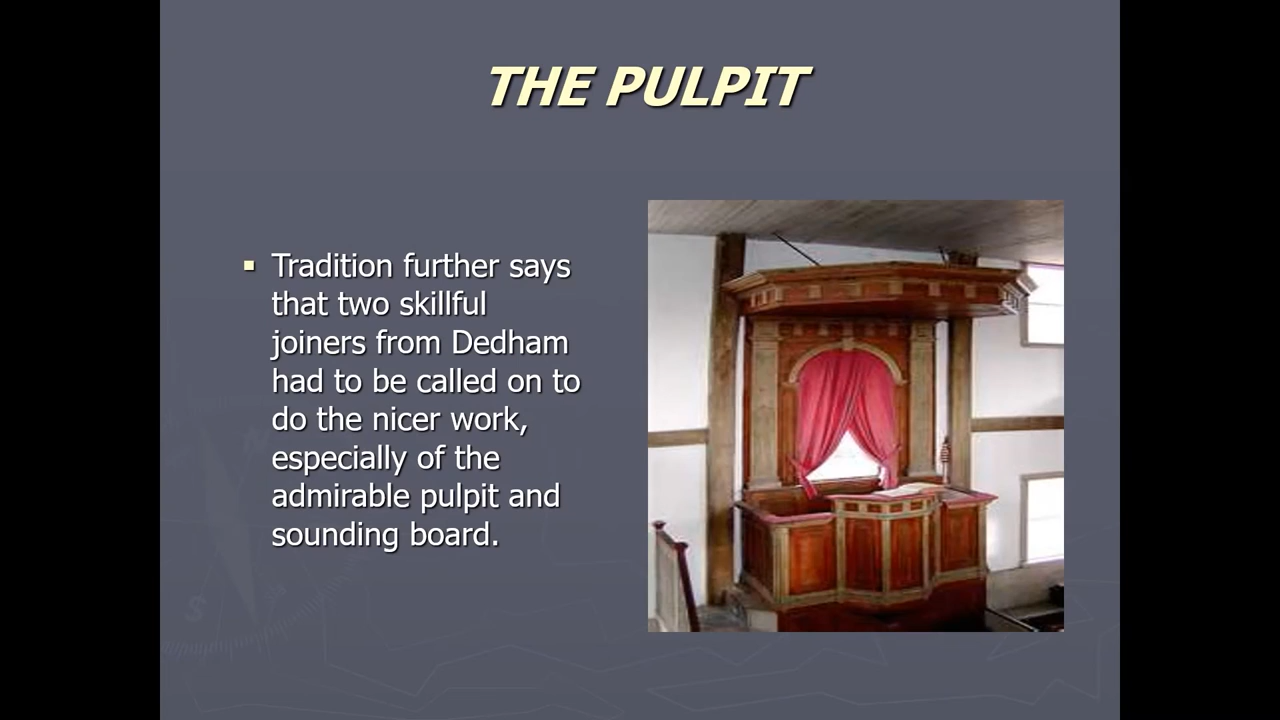 THE PULPIT
Tradition further says
that two skillful
joiners from Dedham
had to be called on to
do the nicer work,
especially of the
admirable pulpit and
sounding board.